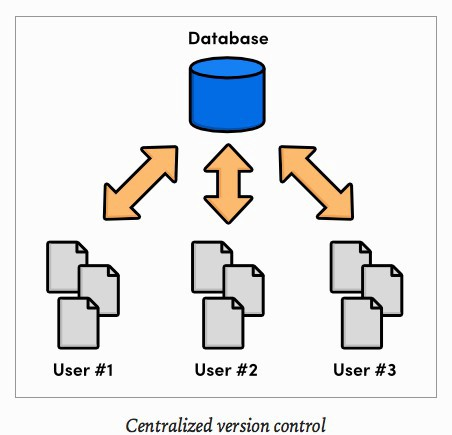 Database
User #1
User #2
User #3
Centralized version control